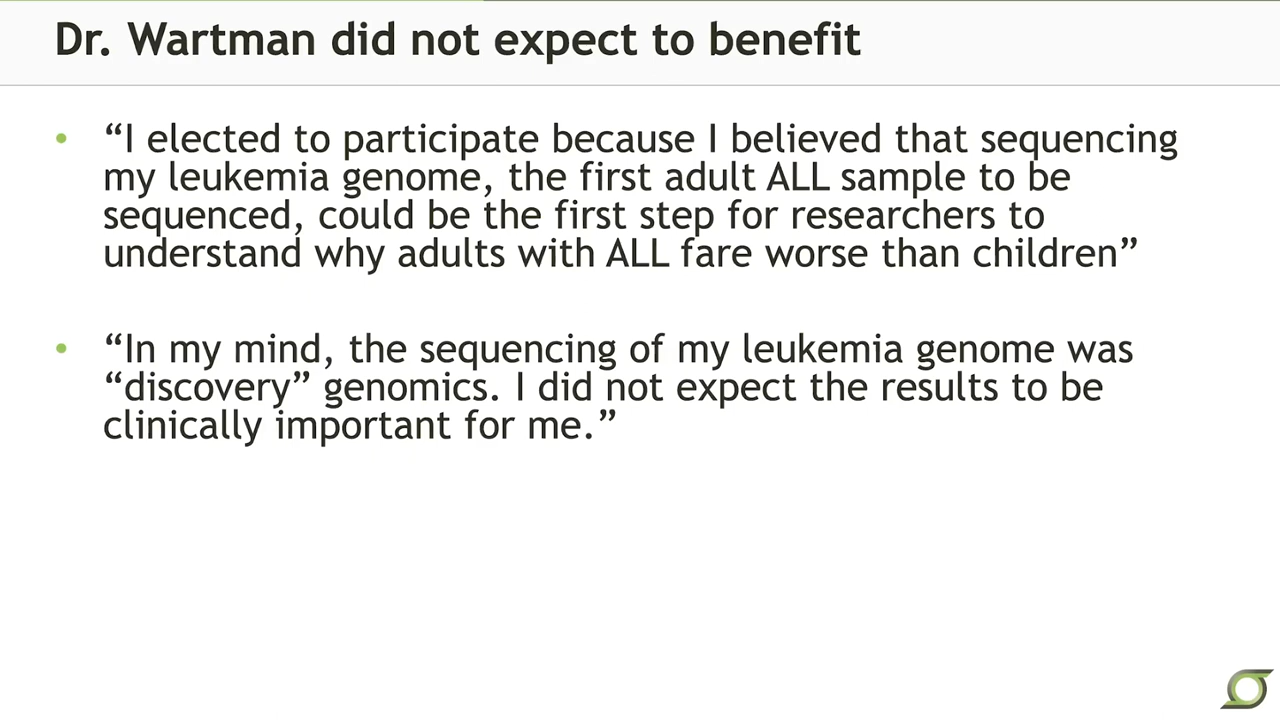 Dr. Wartman did not expect to benefit
• “I elected to participate because I believed that sequencing
my leukemia genome, the first adult ALL sample to be
sequenced, could be the first step for researchers to
understand why adults with ALL fare worse than children”
• “In my mind, the sequencing of my leukemia genome was
“discovery” genomics. I did not expect the results to be
clinically important for me.”